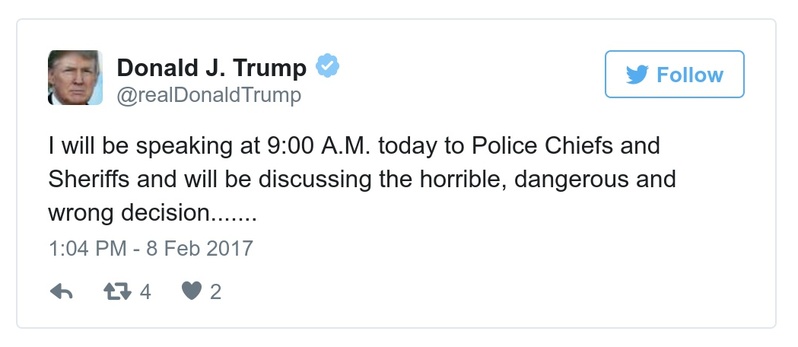 Donald J. Trump
@realDonaldTrump
Follow
I will be speaking at 9:00 A.M. today to Police Chiefs and
Sheriffs and will be discussing the horrible, dangerous and
wrong decision.......
1:04 PM - 8 Feb 2017
4 2